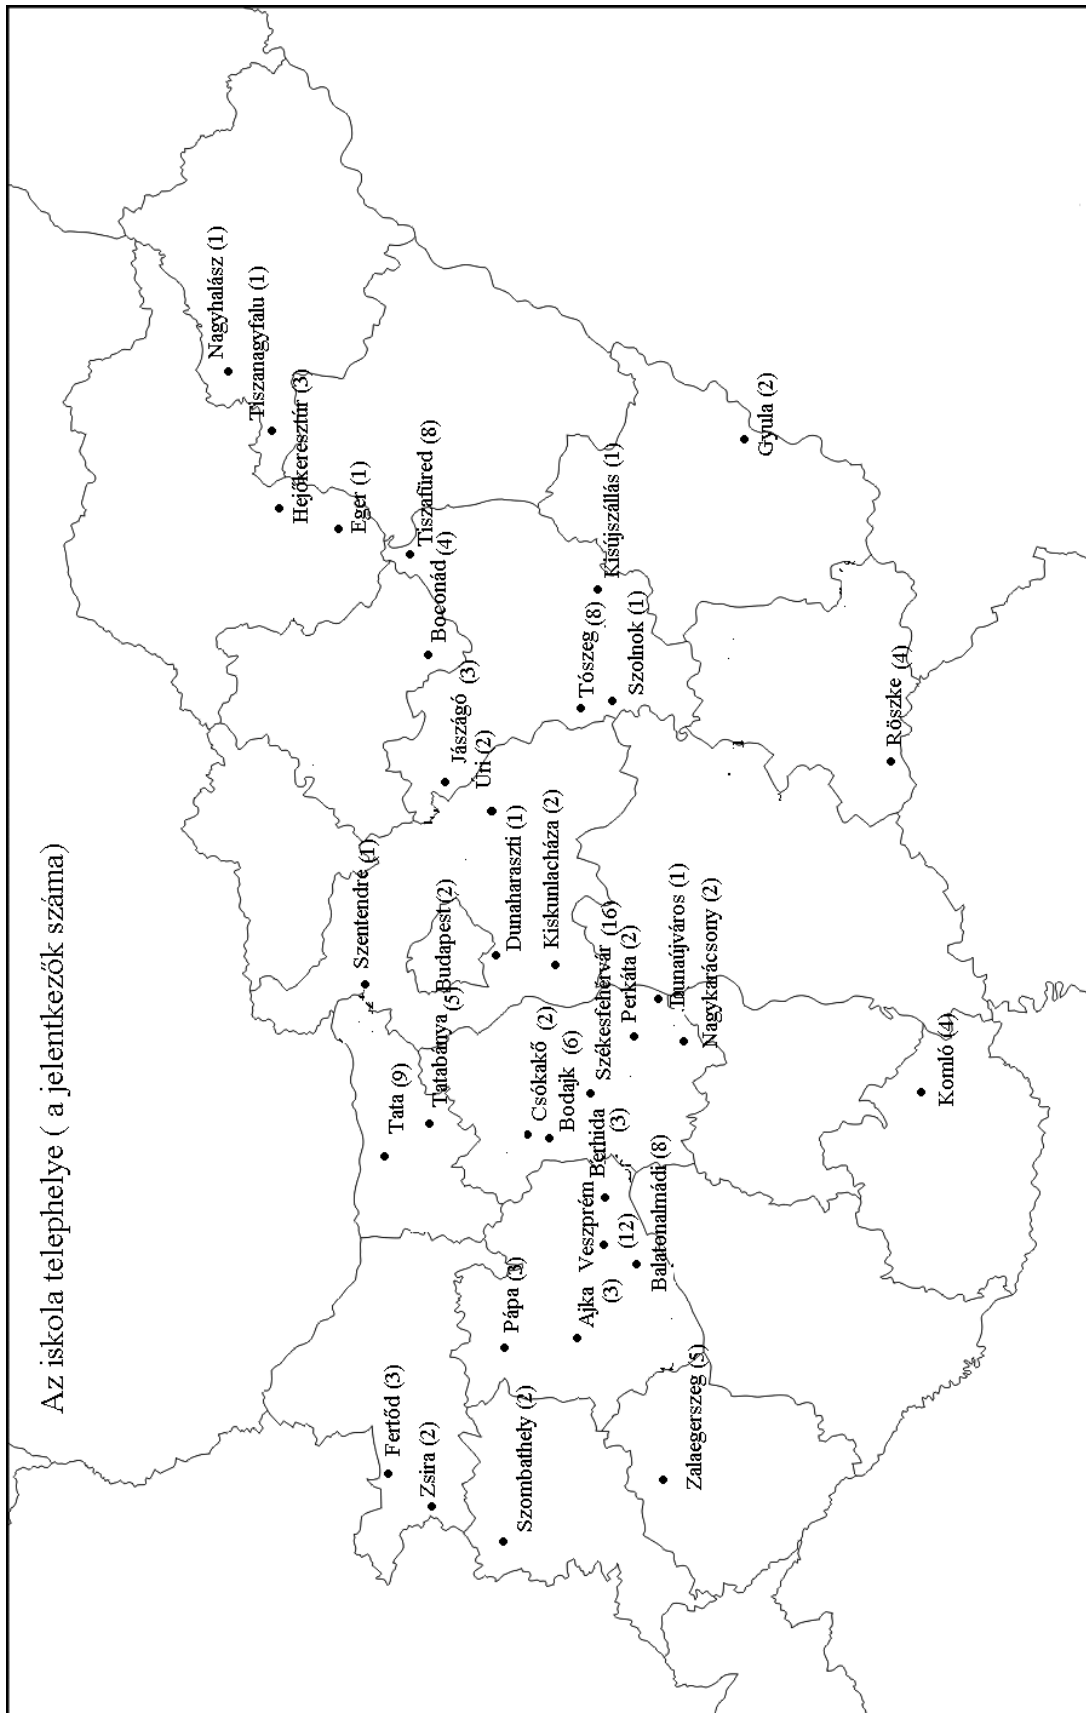 Az iskola telephelye ( a jelentkezők száma)
Nagyhalász (1)
Tiszanagyfalu (1)
Hejőkeresztúr (3)
Eger (1)
Tiszafüred (8)
Boconád (4)
Jászágó (3)
Úri (2)
Tószeg (8)
Kisújszállás (1)
Szolnok (1)
Gyula (2)
Röszke (4)
Szentendre (1)
Budapest (2)
Dunaharaszti (1)
Kiskunlacháza (2)
Tata (9)
Tatabánya (5)
Csókakő (2)
Bodajk (6)
Székesfehérvár (16)
Perkáta (2)
Dunaújváros (1)
Nagykarácsony (2)
Komló (4)
Berhida (3)
Veszprém (12)
Balatonalmádi (8)
Ajka (3)
Pápa (3)
Fertőd (3)
Zsira (2)
Szombathely (2)
Zalaegerszeg (5)